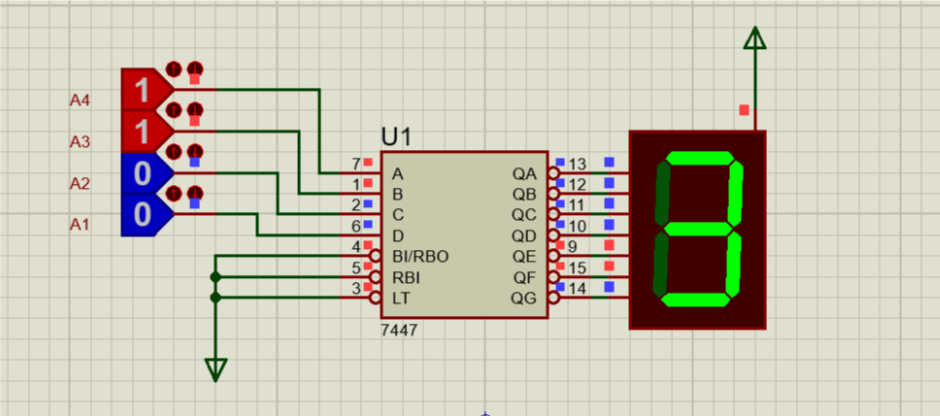 A4
1
A3
1
A2
0
A1
0
U1
7 A QA 13
1 B QB 12
2 C QC 11
6 D QD 10
4 BI/RBO QE 9
5 RBI QF 15
3 LT QG 14
7447
3